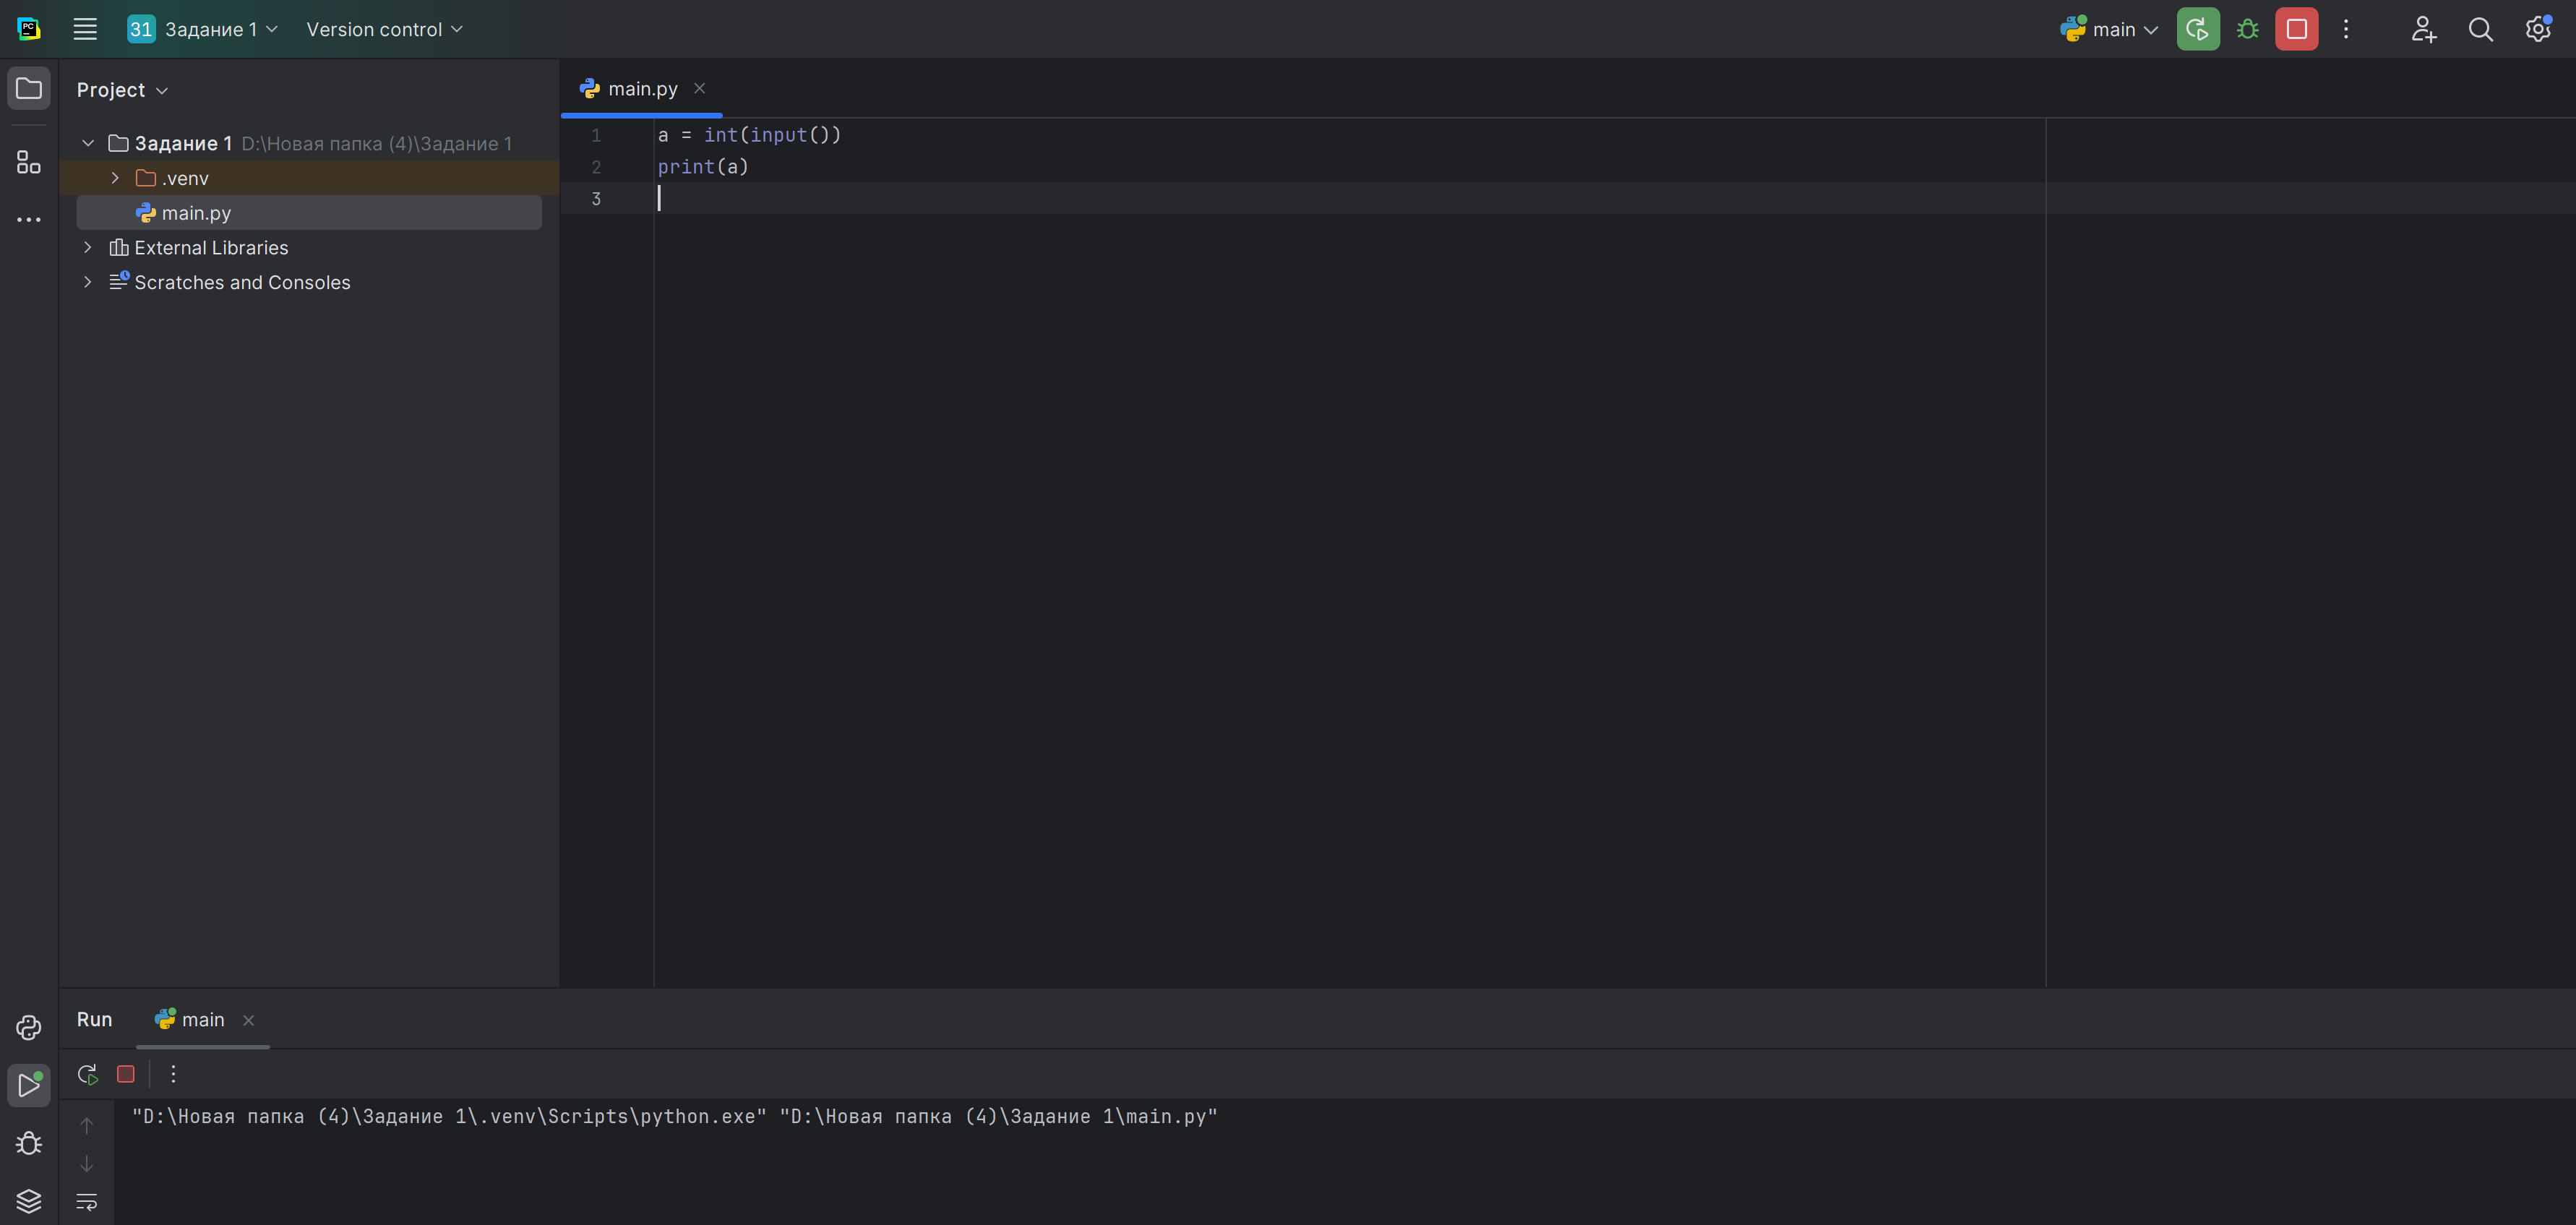 PC
31 Задание 1 Version control main
Project
main.py
Задание 1 D:\Новая папка (4)\Задание 1
.venv
main.py
External Libraries
Scratches and Consoles
1 a = int(input())
2 print(a)
3
Run main
"D:\Новая папка (4)\Задание 1\.venv\Scripts\python.exe" "D:\Новая папка (4)\Задание 1\main.py"